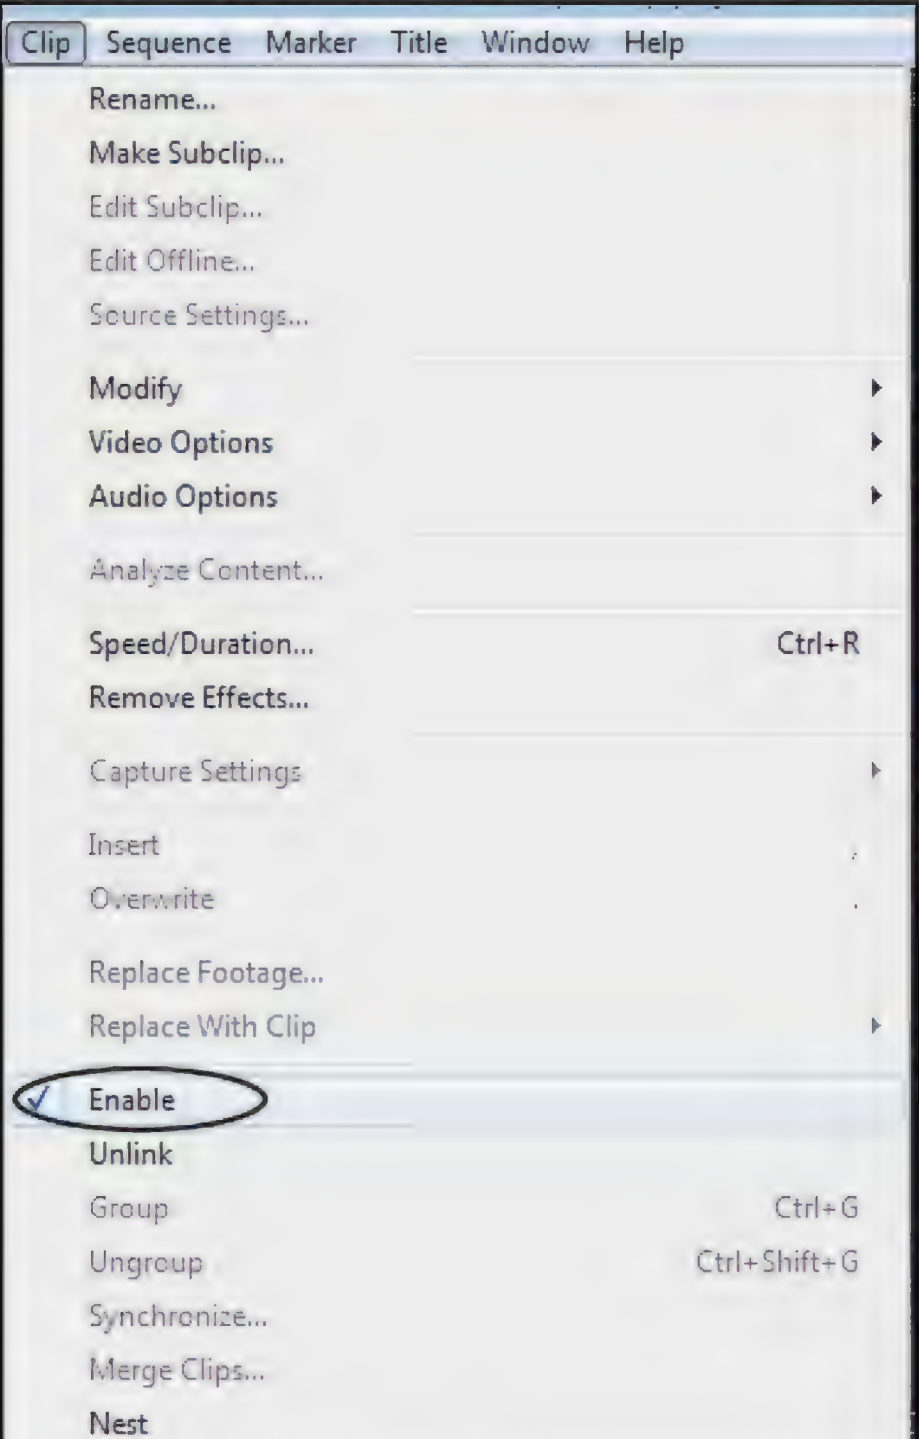 Clip Sequence Marker Title Window Help
Rename...
Make Subclip...
Edit Subclip...
Edit Offline...
Source Settings...
Modify
Video Options
Audio Options
Analyze Content...
Speed/Duration... Ctrl+R
Remove Effects...
Capture Settings
Insert ,
Overwrite .
Replace Footage...
Replace With Clip
✓ Enable
Unlink
Group Ctrl+G
Ungroup Ctrl+Shift+G
Synchronize...
Merge Clips...
Nest